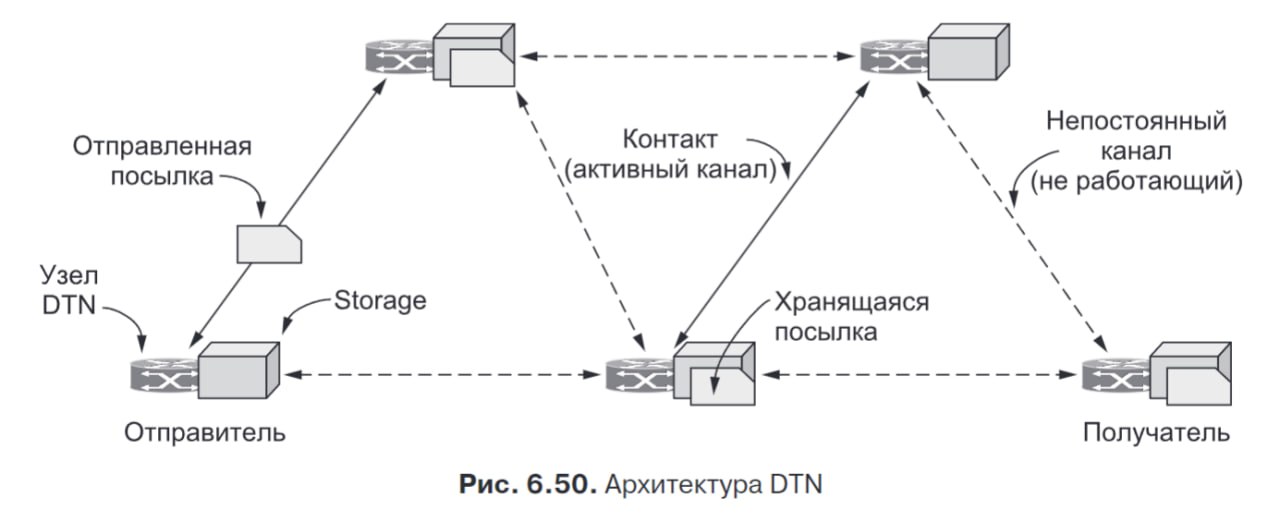 Отправленная
посылка
Контакт
(активный канал)
Непостоянный
канал
(не работающий)
Узел
DTN
Storage
Хранящаяся
посылка
Отправитель
Получатель
Рис. 6.50. Архитектура DTN